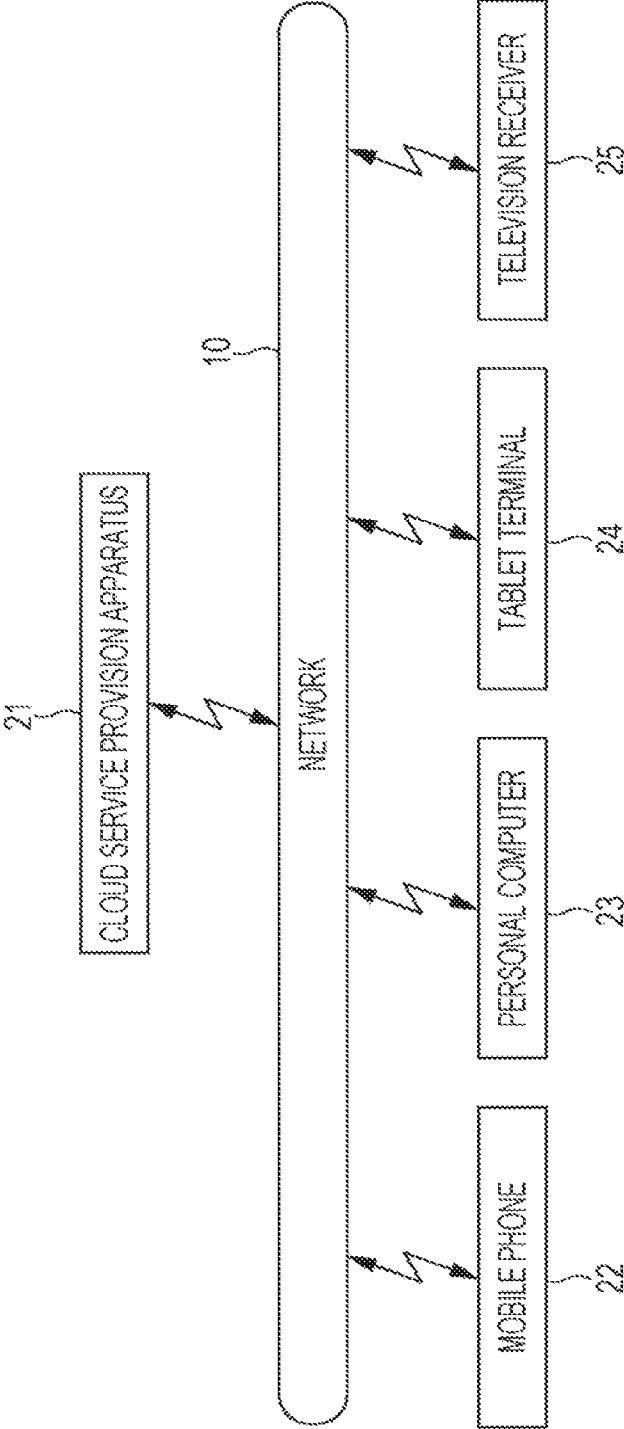 21
CLOUD SERVICE PROVISION APPARATUS
10
NETWORK
MOBILE PHONE
PERSONAL COMPUTER
TABLET TERMINAL
TELEVISION RECEIVER
22
23
24
25